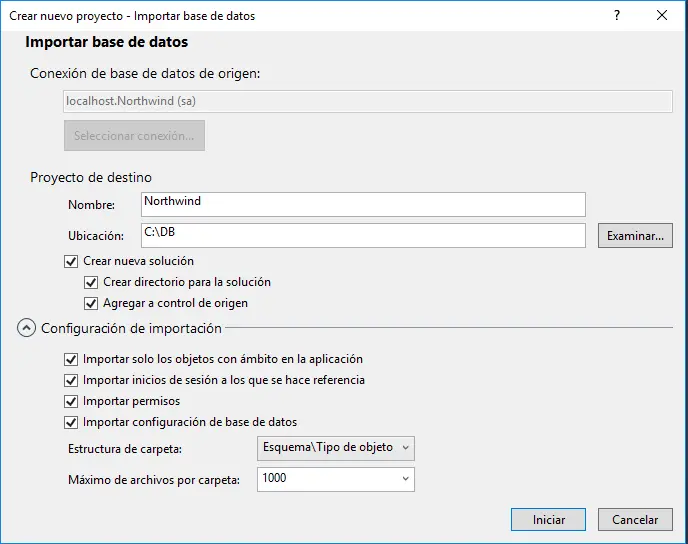 Crear nuevo proyecto - Importar base de datos
?
Importar base de datos
Conexión de base de datos de origen:
localhost.Northwind (sa)
Seleccionar conexión...
Proyecto de destino
Nombre: Northwind
Ubicación: C:\DB Examinar...
Crear nueva solución
Crear directorio para la solución
Agregar a control de origen
Configuración de importación
Importar solo los objetos con ámbito en la aplicación
Importar inicios de sesión a los que se hace referencia
Importar permisos
Importar configuración de base de datos
Estructura de carpeta: Esquema\Tipo de objeto
Máximo de archivos por carpeta: 1000
Iniciar Cancelar